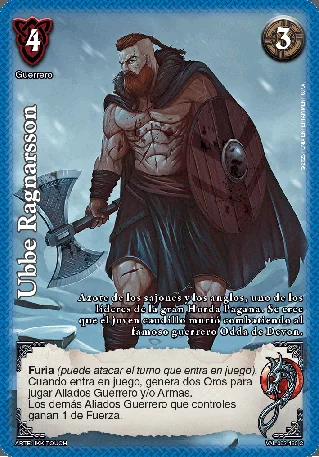 4
3
Guerrero
Ubbe Ragnarsson
Azote de los sajones y los anglos, uno de los
líderes de la gran Horda Pagana. Se cree
que el joven caudillo murió combatiendo al
famoso guerrero Odda de Devon.
Furia (puede atacar el turno que entra en juego).
Cuando entra en juego, genera dos Oros para
jugar Aliados Guerrero y/o Armas.
Los demás Aliados Guerrero que controles
ganan 1 de Fuerza.